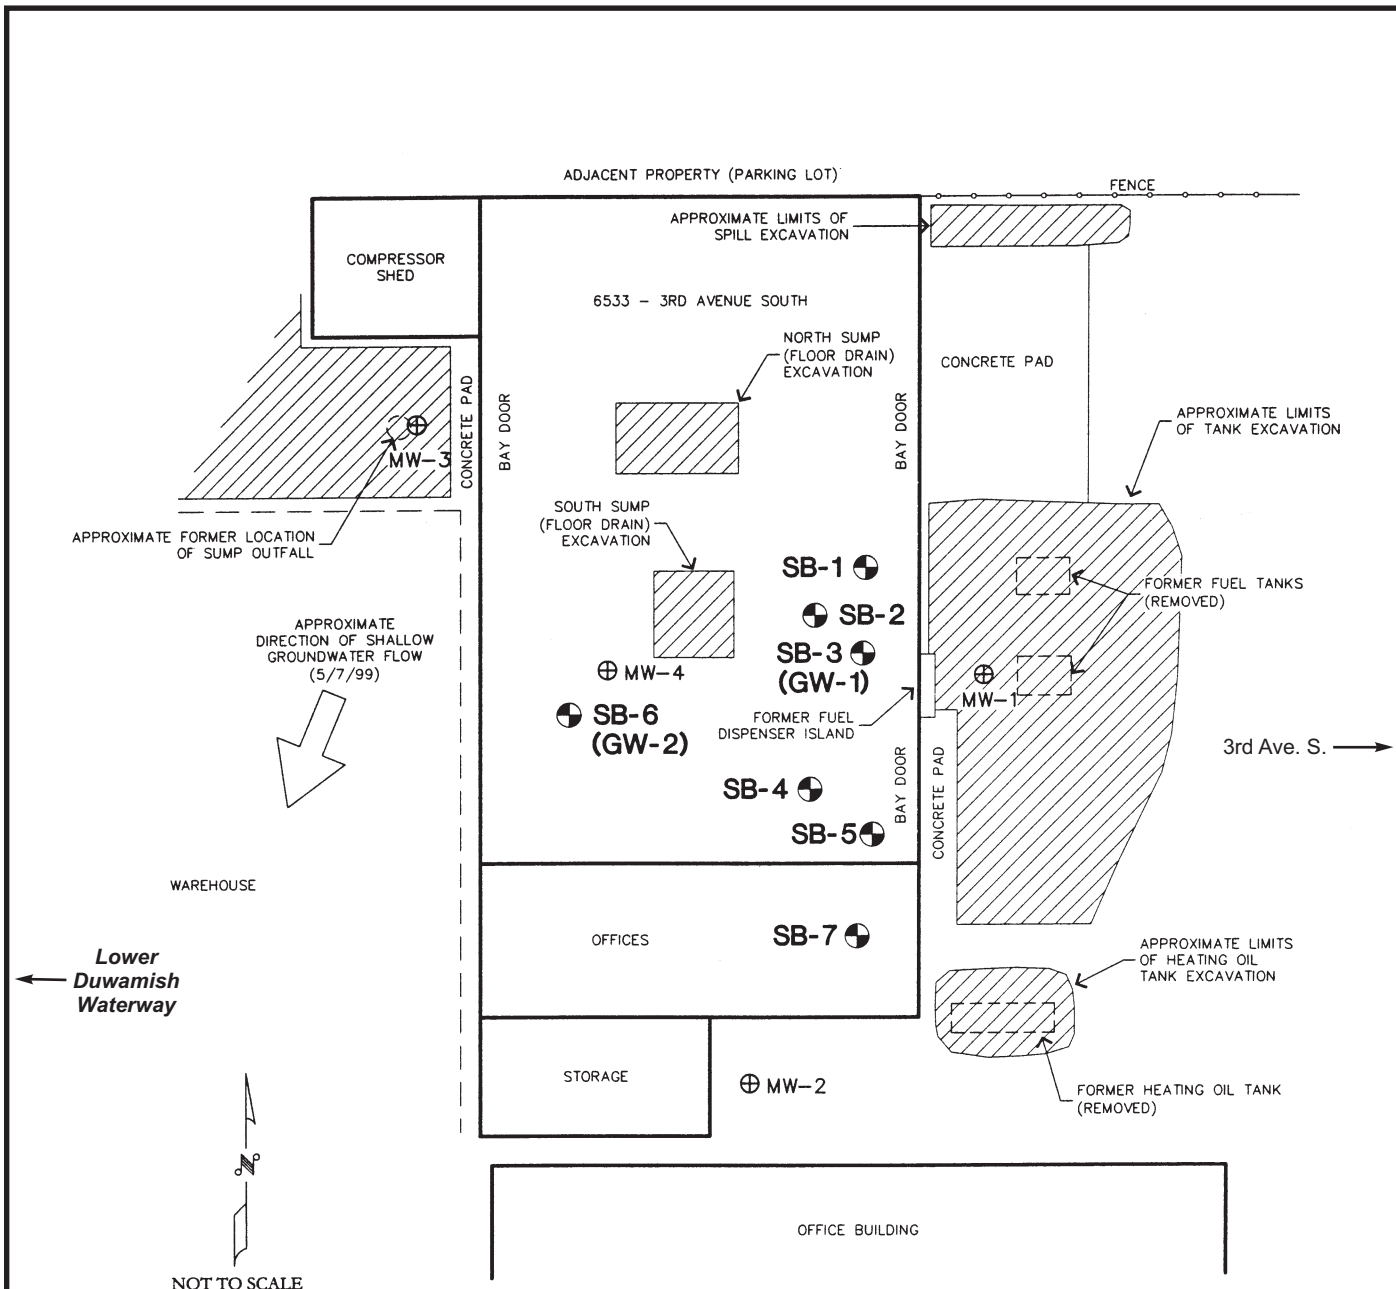 ADJACENT PROPERTY (PARKING LOT)
FENCE
APPROXIMATE LIMITS OF
SPILL EXCAVATION
COMPRESSOR
SHED
6533 – 3RD AVENUE SOUTH
NORTH SUMP
(FLOOR DRAIN)
EXCAVATION
CONCRETE PAD
APPROXIMATE LIMITS
OF TANK EXCAVATION
CONCRETE PAD
BAY DOOR
BAY DOOR
MW-3
SOUTH SUMP
(FLOOR DRAIN)
EXCAVATION
APPROXIMATE FORMER LOCATION
OF SUMP OUTFALL
SB-1
FORMER FUEL TANKS
(REMOVED)
SB-2
APPROXIMATE
DIRECTION OF SHALLOW
GROUNDWATER FLOW
(5/7/99)
SB-3
(GW-1)
MW-4
MW-1
SB-6
(GW-2)
FORMER FUEL
DISPENSER ISLAND
3rd Ave. S.
BAY DOOR
CONCRETE PAD
SB-4
SB-5
WAREHOUSE
OFFICES
SB-7
APPROXIMATE LIMITS
OF HEATING OIL
TANK EXCAVATION
Lower
Duwamish
Waterway
STORAGE
MW-2
FORMER HEATING OIL TANK
(REMOVED)
N
OFFICE BUILDING
NOT TO SCALE